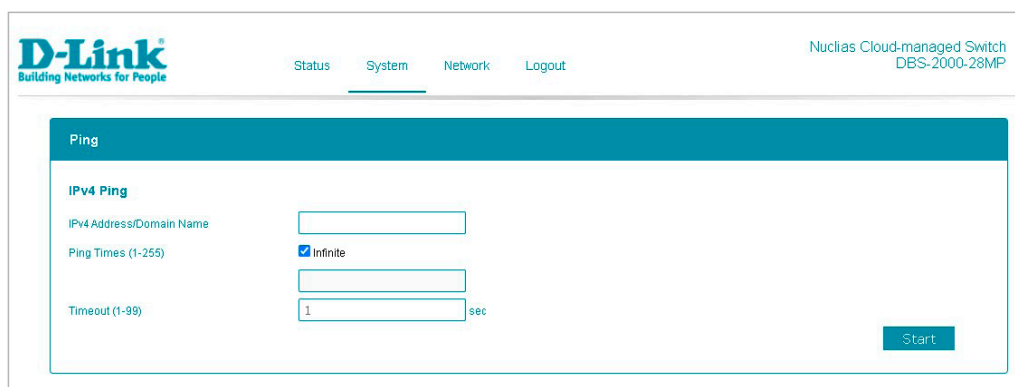 D-Link
Building Networks for People
Status System Network Logout
Nuclias Cloud-managed Switch
DBS-2000-28MP
Ping
IPv4 Ping
IPv4 Address/Domain Name
Ping Times (1-255) Infinite
Timeout (1-99) 1 sec
Start